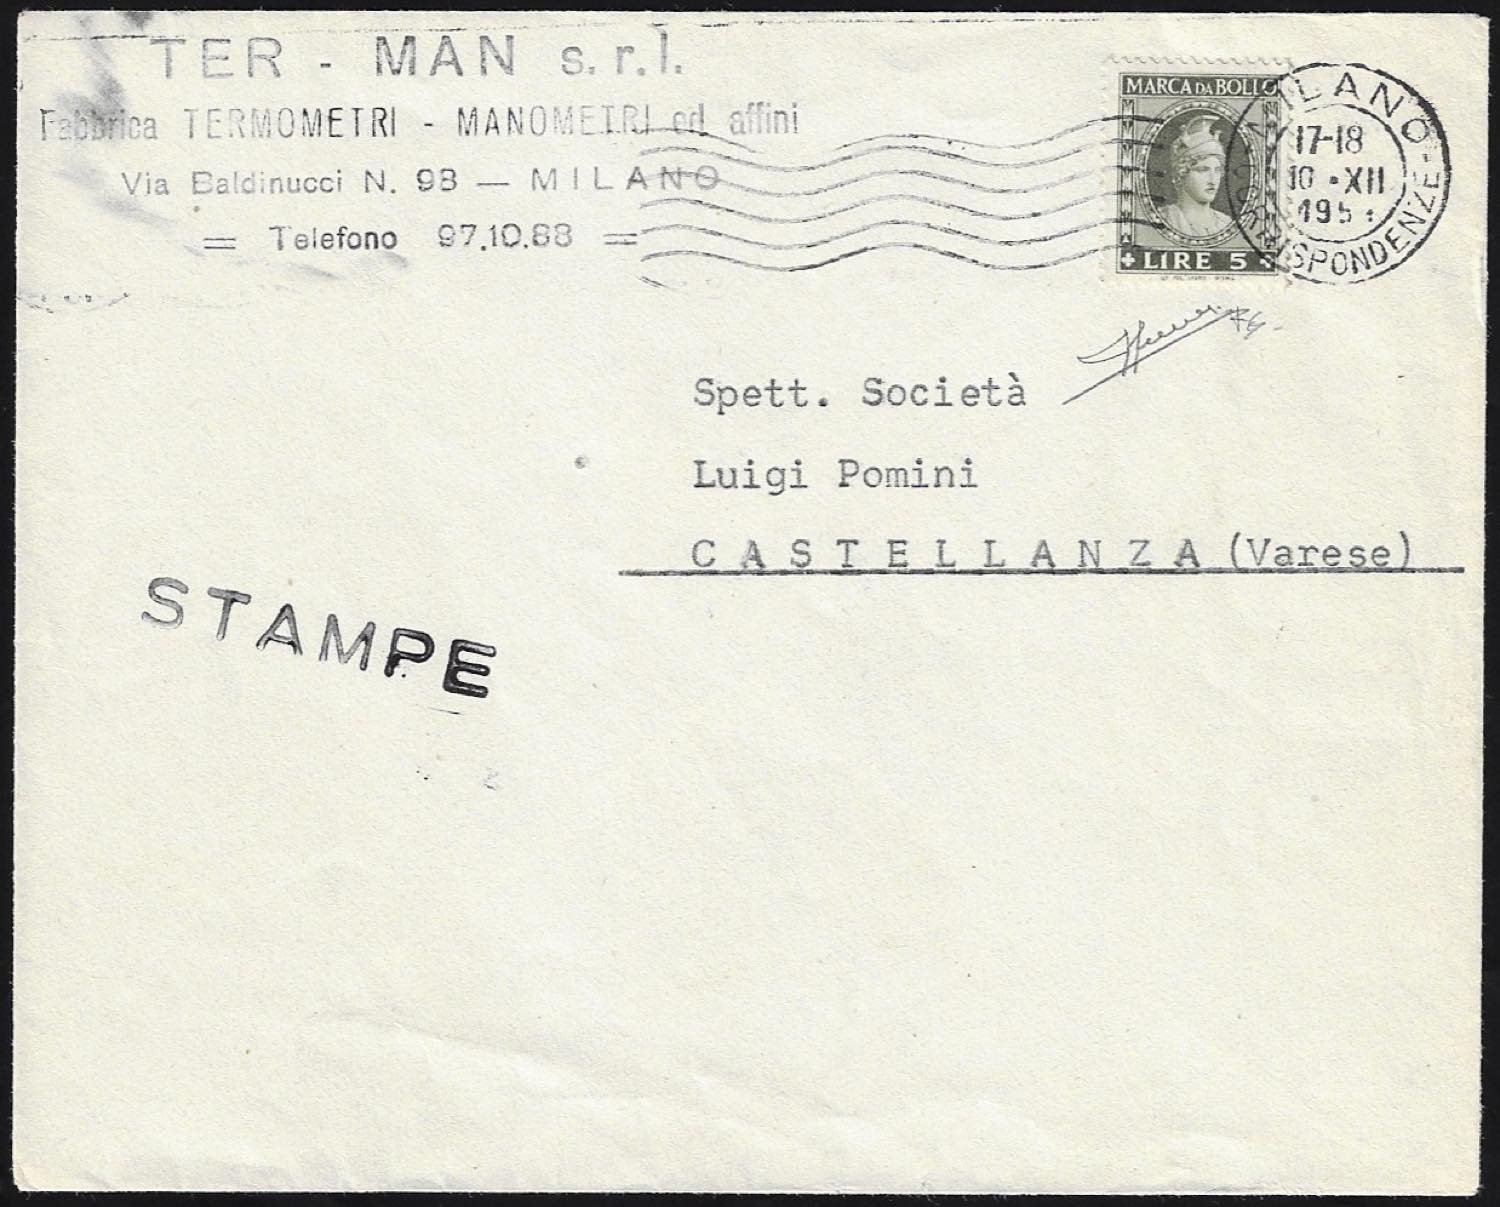 TER - MAN s.r.l.
Fabbrica TERMOMETRI - MANOMETRI ed affini
Via Baldinucci N. 98 — MILANO
= Telefono 97.10.88 =
MARCA DA BOLLO
LIRE 5
MILANO
17-18
10 • XII
195
CORRISPONDENZE
Spett. Società
Luigi Pomini
CASTELLANZA (Varese)
STAMPE